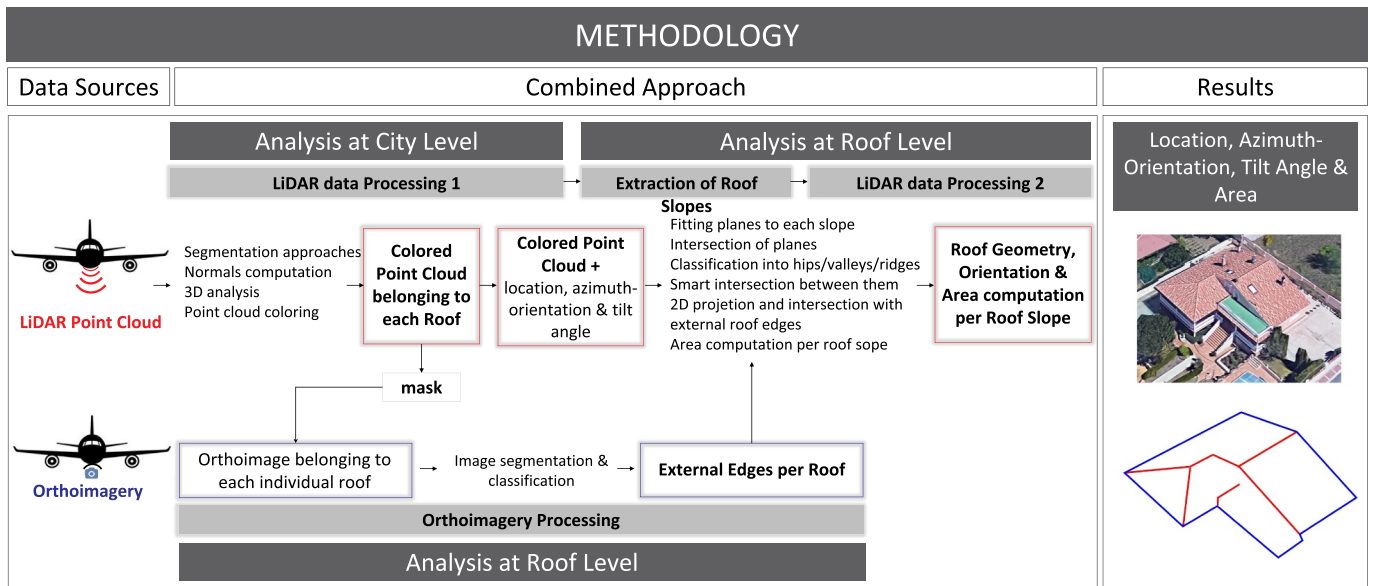 METHODOLOGY
Data Sources
Combined Approach
Results
Analysis at City Level
Analysis at Roof Level
LiDAR data Processing 1
Extraction of Roof
Slopes
LiDAR data Processing 2
LiDAR Point Cloud
Segmentation approaches
Normals computation
3D analysis
Point cloud coloring
Colored
Point Cloud
belonging to
each Roof
Colored Point
Cloud +
location, azimuth-
orientation & tilt
angle
Fitting planes to each slope
Intersection of planes
Classification into hips/valleys/ridges
Smart intersection between them
2D projetion and intersection with
external roof edges
Area computation per roof sope
Roof Geometry,
Orientation &
Area computation
per Roof Slope
mask
Orthoimagery
Orthoimage belonging to
each individual roof
Image segmentation &
classification
External Edges per Roof
Orthoimagery Processing
Analysis at Roof Level
Location, Azimuth-
Orientation, Tilt Angle &
Area